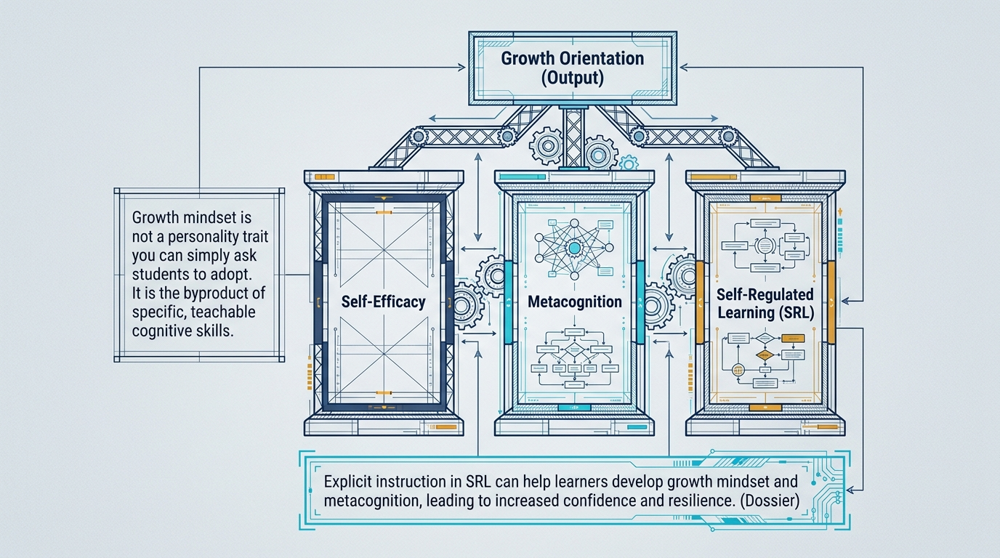 Growth Orientation
(Output)
Growth mindset is
not a personality trait
you can simply ask
students to adopt.
It is the byproduct of
specific, teachable
cognitive skills.
Self-Efficacy
Metacognition
Self-Regulated
Learning (SRL)
Explicit instruction in SRL can help learners develop growth mindset and
metacognition, leading to increased confidence and resilience. (Dossier)